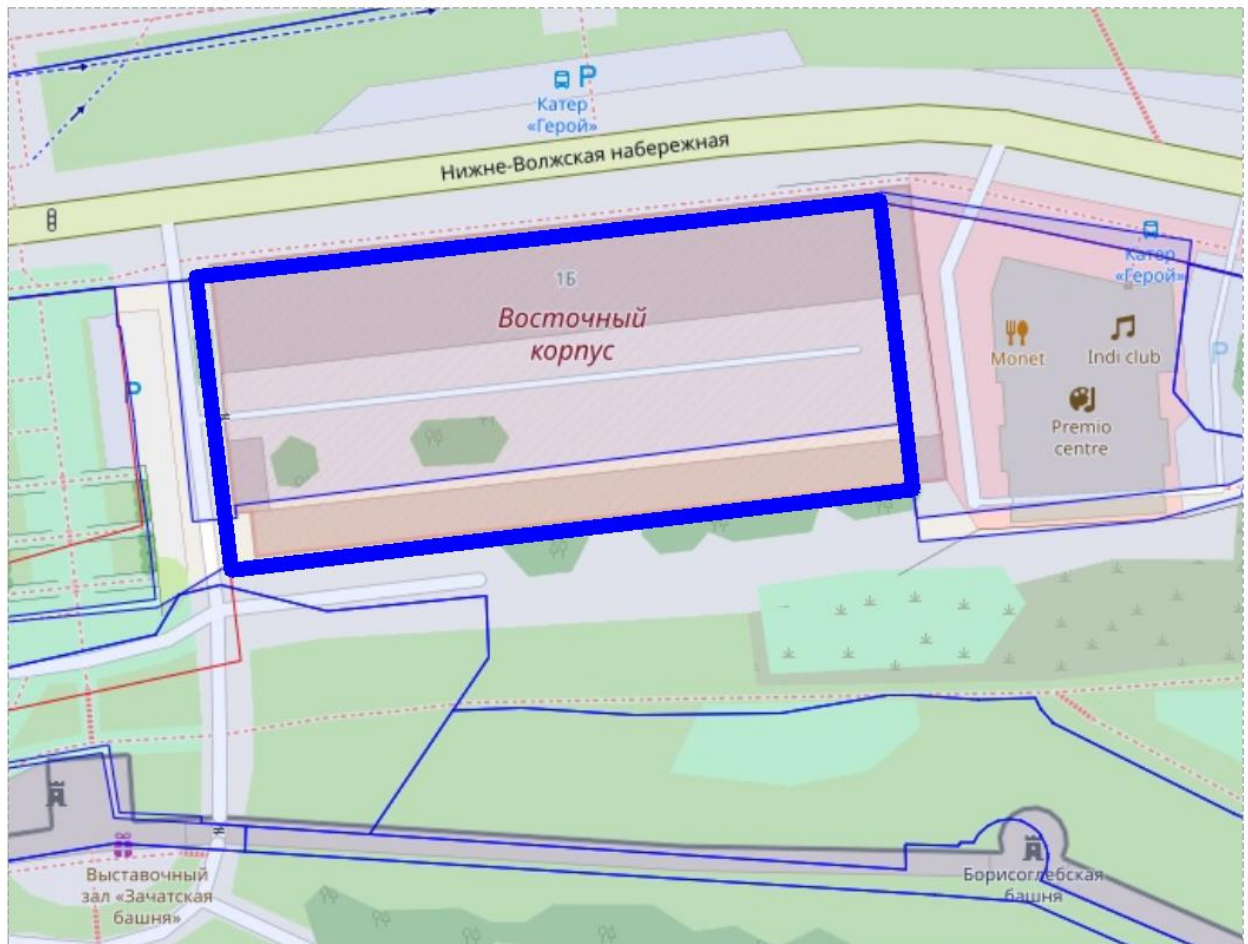 P
Катер
«Герой»
Нижне-Волжская набережная
Катер
«Герой»
1Б
Восточный
корпус
Monet
Indi club
P
P
Premio
centre
Выставочный
зал «Зачатская
башня»
Борисоглебская
башня